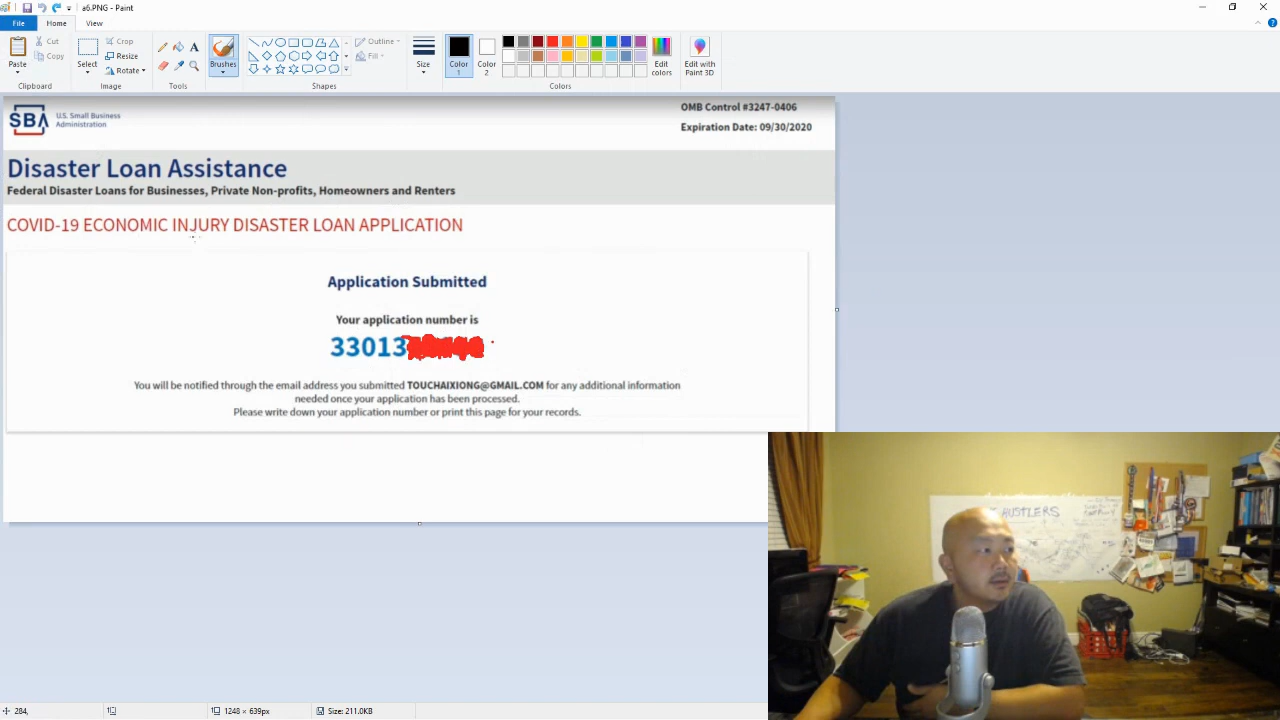 a6.PNG - Paint
File
Home
View
Paste
Cut
Copy
Clipboard
Select
Crop
Resize
Rotate
Image
Tools
Brushes
Shapes
Outline
Fill
Size
Color 1
Color 2
Edit colors
Colors
Edit with Paint 3D
SBA
U.S. Small Business
Administration
OMB Control #3247-0406
Expiration Date: 09/30/2020
Disaster Loan Assistance
Federal Disaster Loans for Businesses, Private Non-profits, Homeowners and Renters
COVID-19 ECONOMIC INJURY DISASTER LOAN APPLICATION
Application Submitted
Your application number is
33013
You will be notified through the email address you submitted TOUCHAIXIONG@GMAIL.COM for any additional information
needed once your application has been processed.
Please write down your application number or print this page for your records.
HUSTLERS
284,
1248 × 639px
Size: 211.0KB